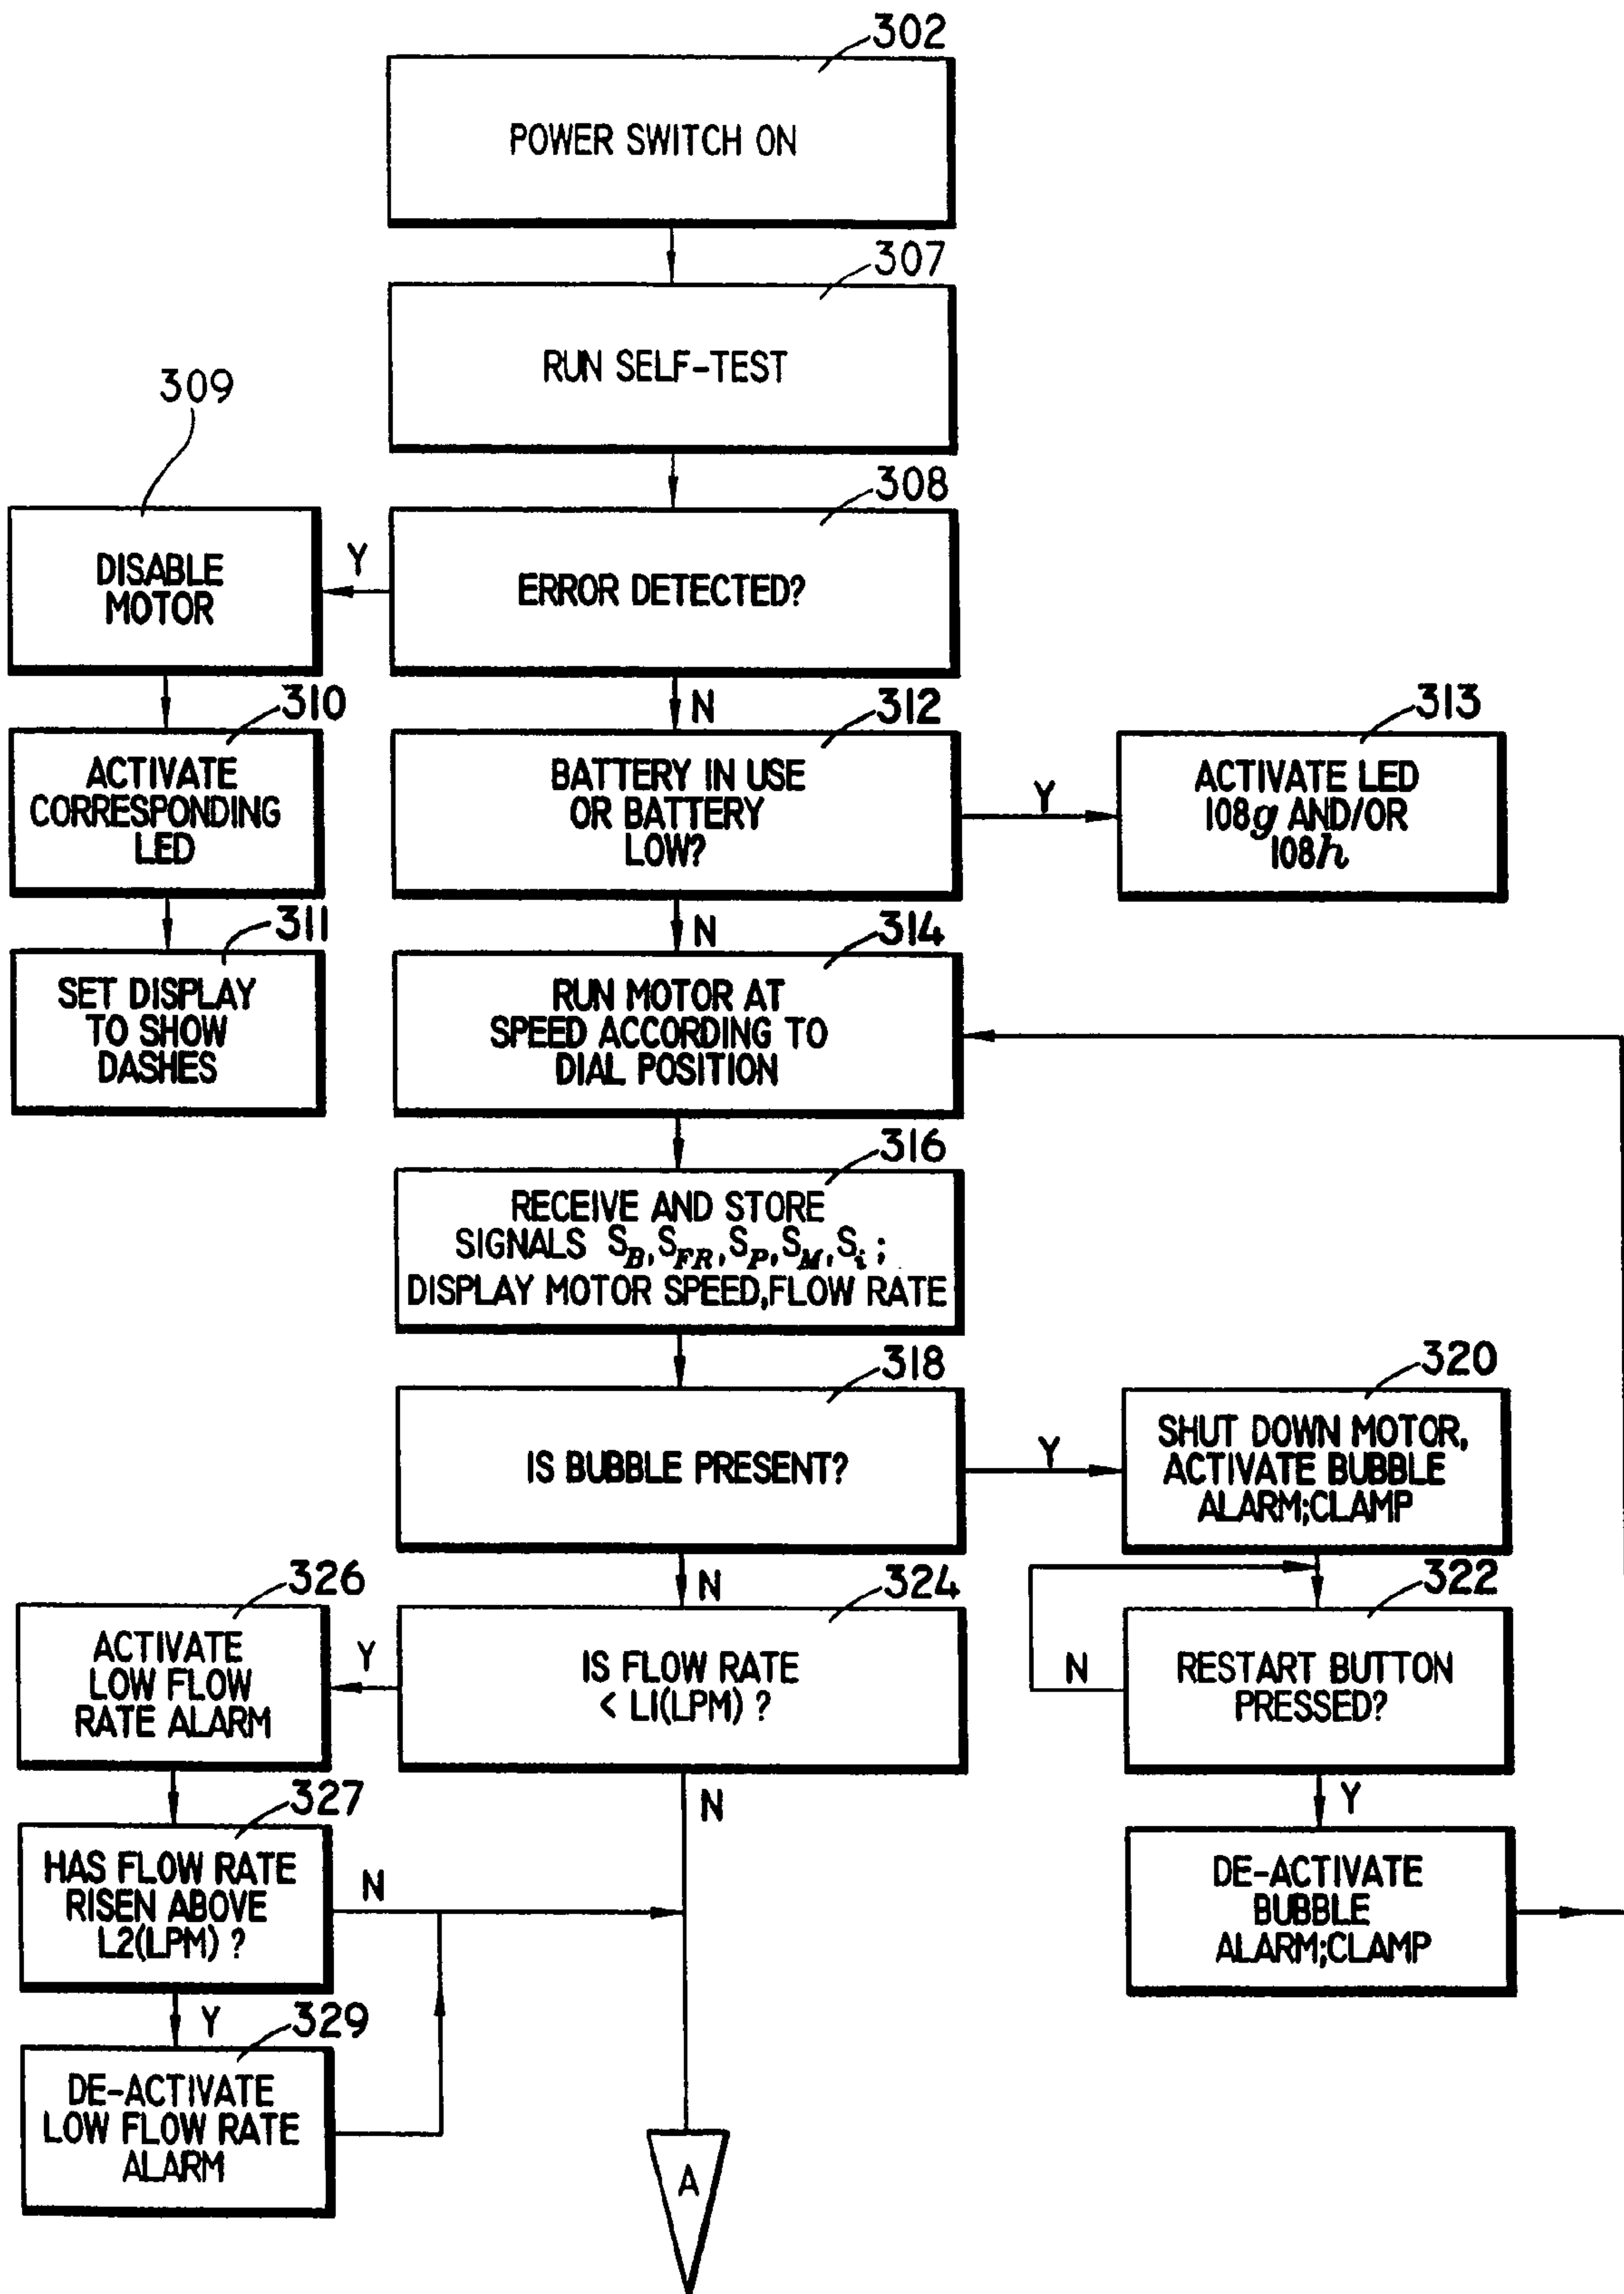 302
POWER SWITCH ON
307
RUN SELF-TEST
309
308
DISABLE
MOTOR
Y
ERROR DETECTED?
N
310
ACTIVATE
CORRESPONDING
LED
312
BATTERY IN USE
OR BATTERY
LOW?
Y
313
ACTIVATE LED
108g AND/OR
108h
N
311
SET DISPLAY
TO SHOW
DASHES
314
RUN MOTOR AT
SPEED ACCORDING TO
DIAL POSITION
316
RECEIVE AND STORE
SIGNALS S_B, S_FR, S_P, S_M, S_i ;
DISPLAY MOTOR SPEED,FLOW RATE
318
IS BUBBLE PRESENT?
Y
320
SHUT DOWN MOTOR,
ACTIVATE BUBBLE
ALARM;CLAMP
N
326
ACTIVATE
LOW FLOW
RATE ALARM
Y
324
IS FLOW RATE
< L1(LPM) ?
N
322
RESTART BUTTON
PRESSED?
N
Y
327
HAS FLOW RATE
RISEN ABOVE
L2(LPM) ?
N
DE-ACTIVATE
BUBBLE
ALARM;CLAMP
Y
329
DE-ACTIVATE
LOW FLOW RATE
ALARM
A